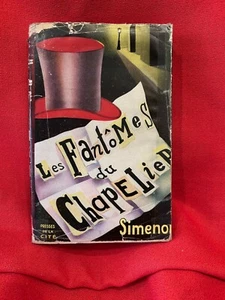 Les Fantômes
du
Chapelier
Simenon
PRESSES
DE LA
CITÉ